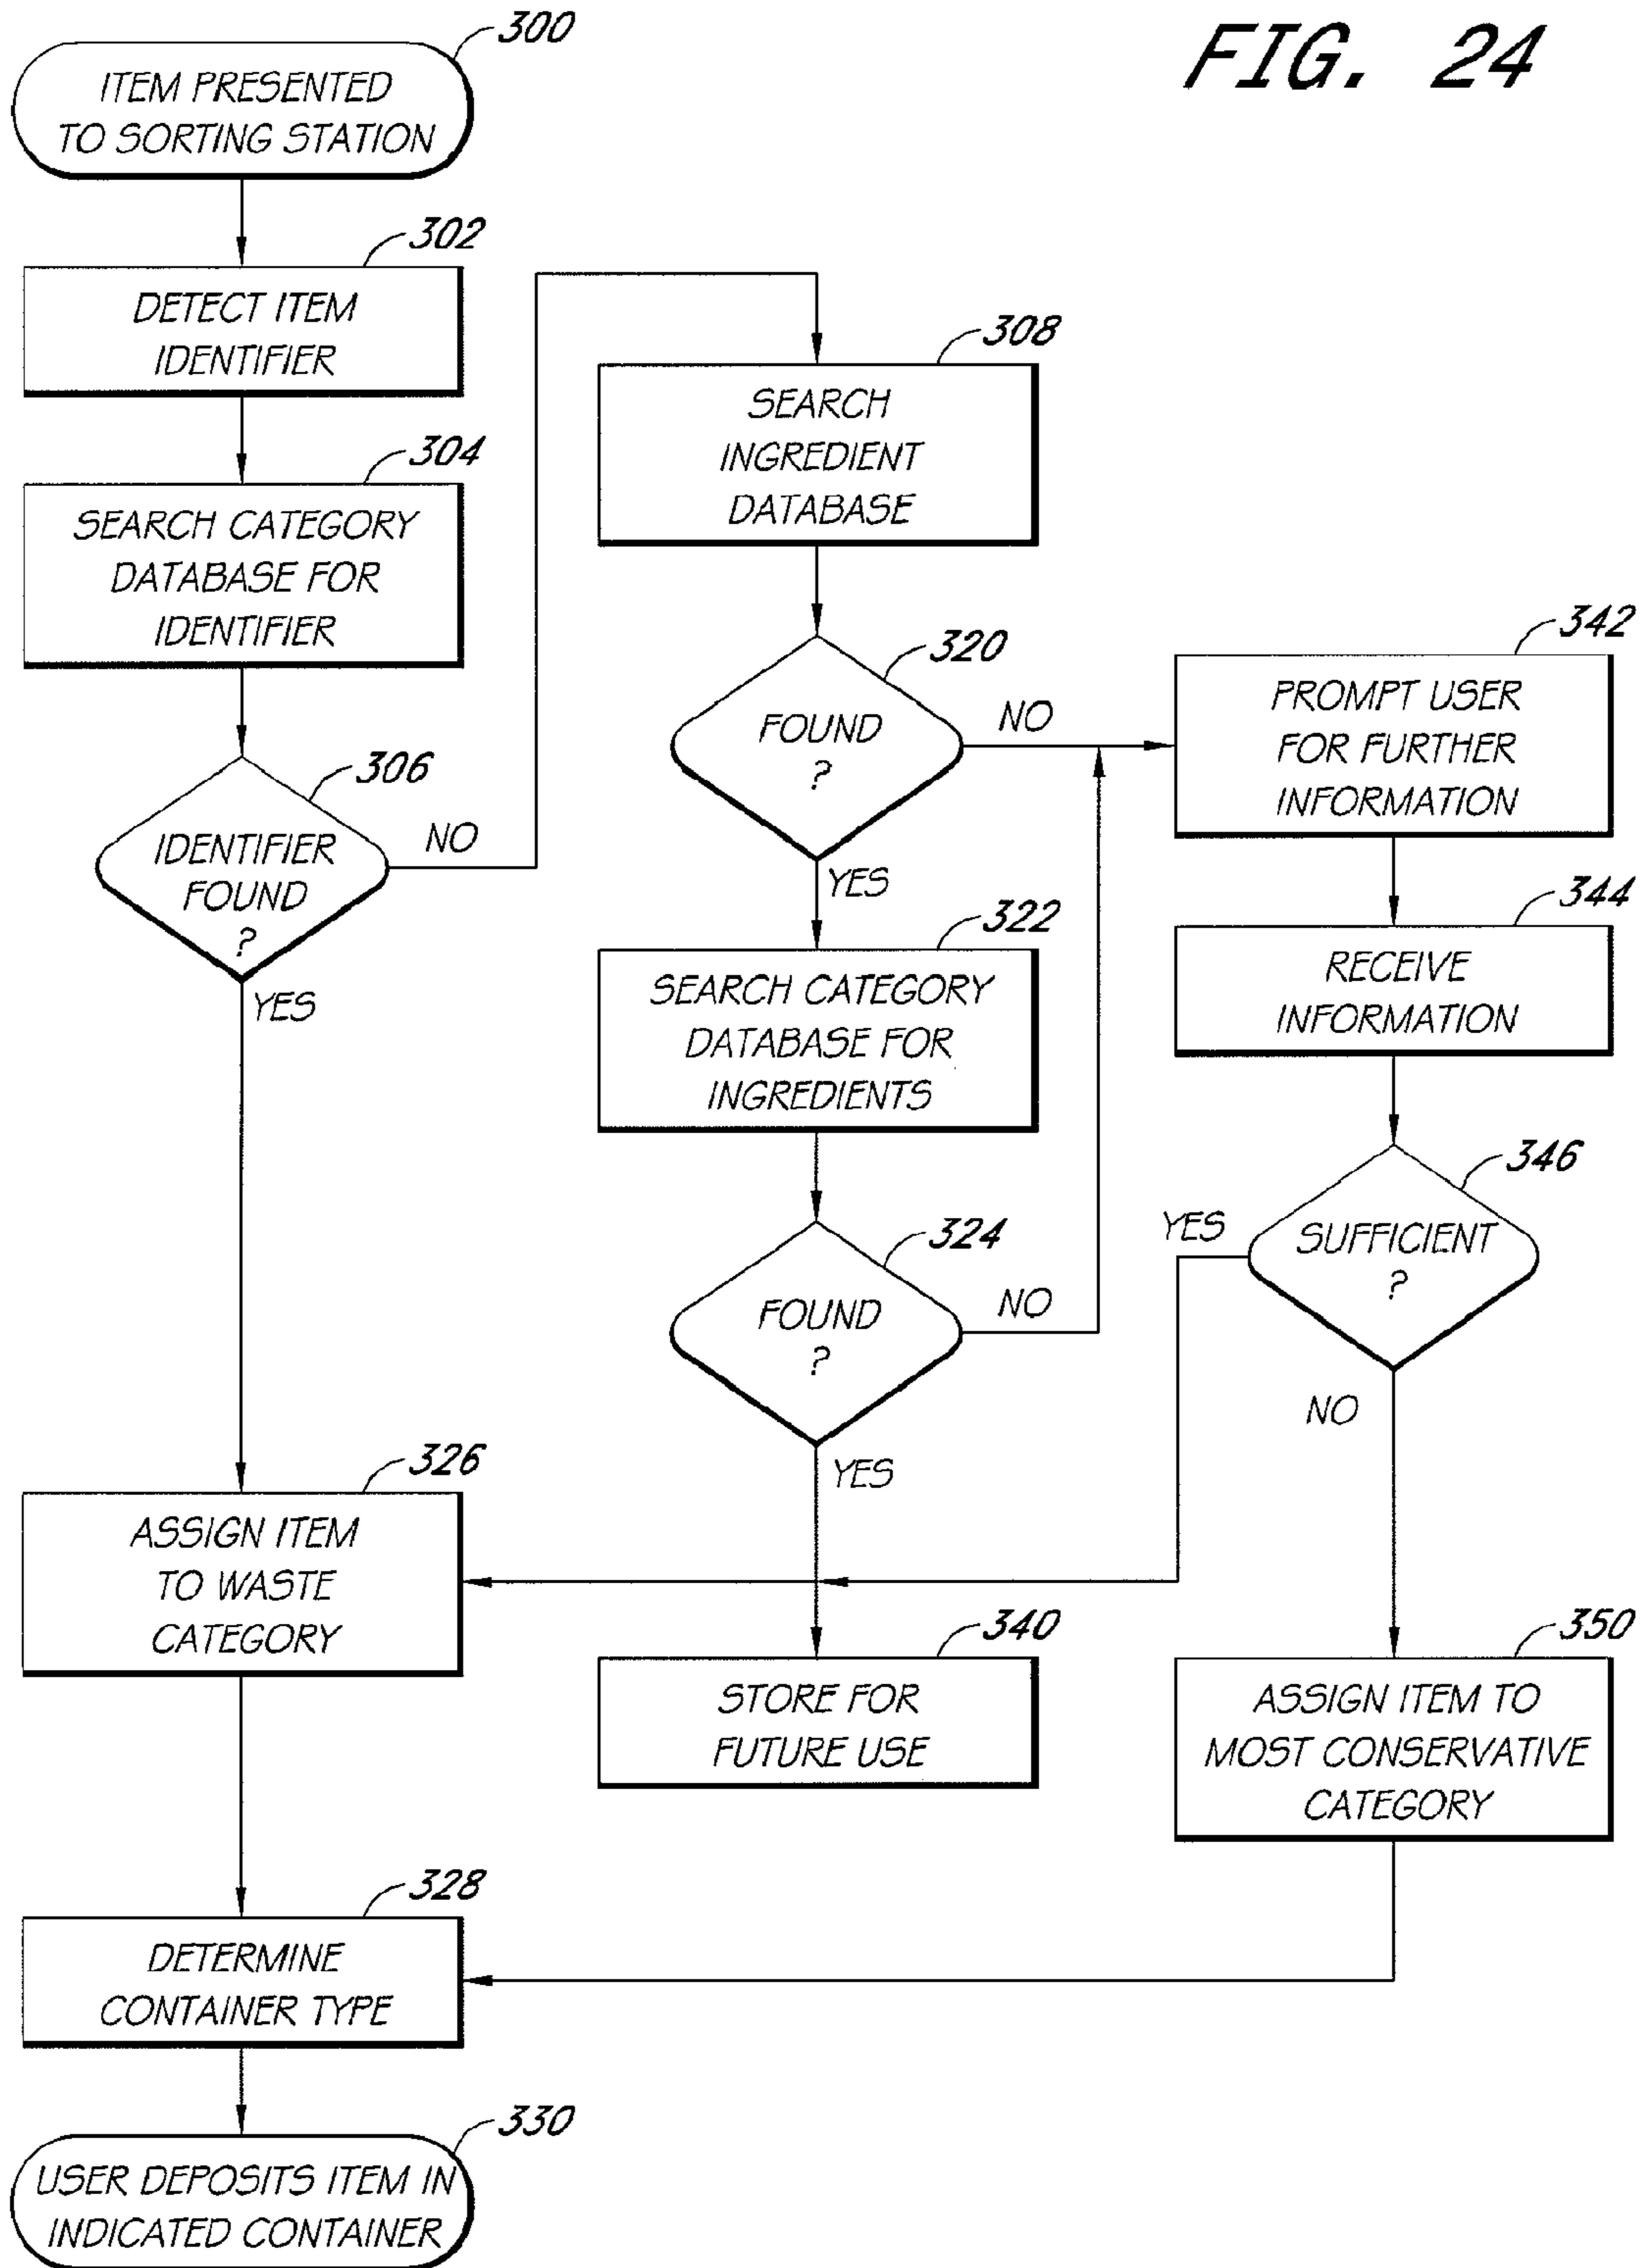 FIG. 24
300
ITEM PRESENTED
TO SORTING STATION
302
DETECT ITEM
IDENTIFIER
304
SEARCH CATEGORY
DATABASE FOR
IDENTIFIER
306
IDENTIFIER
FOUND
?
NO
YES
308
SEARCH
INGREDIENT
DATABASE
320
FOUND
?
NO
YES
322
SEARCH CATEGORY
DATABASE FOR
INGREDIENTS
324
FOUND
?
NO
YES
342
PROMPT USER
FOR FURTHER
INFORMATION
344
RECEIVE
INFORMATION
346
SUFFICIENT
?
YES
NO
326
ASSIGN ITEM
TO WASTE
CATEGORY
340
STORE FOR
FUTURE USE
350
ASSIGN ITEM TO
MOST CONSERVATIVE
CATEGORY
328
DETERMINE
CONTAINER TYPE
330
USER DEPOSITS ITEM IN
INDICATED CONTAINER